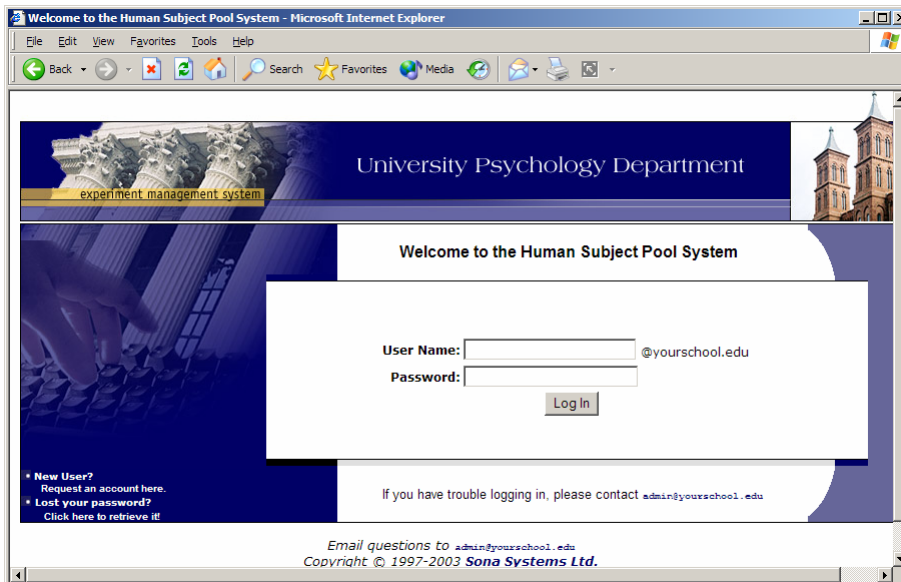 Welcome to the Human Subject Pool System - Microsoft Internet Explorer
File Edit View Favorites Tools Help
Back Search Favorites Media
University Psychology Department
experiment management system
Welcome to the Human Subject Pool System
User Name: @yourschool.edu
Password:
Log In
New User?
Request an account here.
Lost your password?
Click here to retrieve it!
If you have trouble logging in, please contact admin@yourschool.edu
Email questions to admin@yourschool.edu
Copyright © 1997-2003 Sona Systems Ltd.